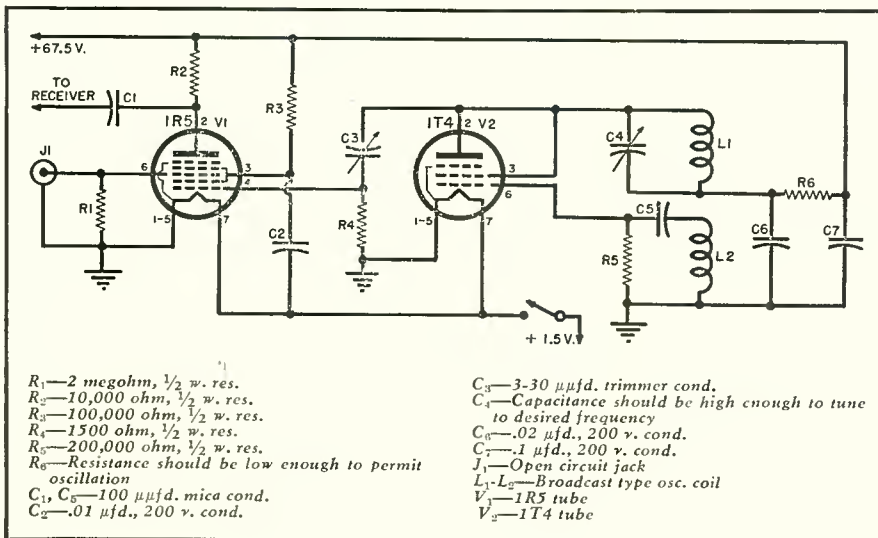 +67.5 V.
R2
TO
RECEIVER
C1
R3
1R5
2
V1
1T4
2
V2
C3
C4
L1
J1
6
3
4
3
6
R1
1-5
7
C2
R4
1-5
7
C5
R6
R5
L2
C6
C7
+ 1.5 V.
R₁—2 megohm, ½ w. res.
R₂—10,000 ohm, ½ w. res.
R₃—100,000 ohm, ½ w. res.
R₄—1500 ohm, ½ w. res.
R₅—200,000 ohm, ½ w. res.
R₆—Resistance should be low enough to permit
oscillation
C₁, C₅—100 μμfd. mica cond.
C₂—.01 μfd., 200 v. cond.
C₃—3-30 μμfd. trimmer cond.
C₄—Capacitance should be high enough to tune
to desired frequency
C₆—.02 μfd., 200 v. cond.
C₇—.1 μfd., 200 v. cond.
J₁—Open circuit jack
L₁-L₂—Broadcast type osc. coil
V₁—1R5 tube
V₂—1T4 tube